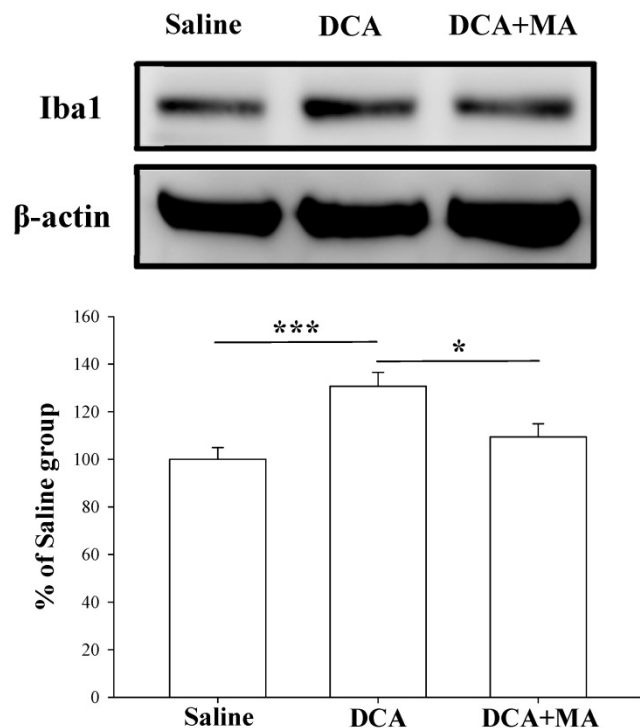 Saline DCA DCA+MA
Iba1
β-actin
160
140
120
100
80
60
40
20
0
% of Saline group
***
*
Saline DCA DCA+MA